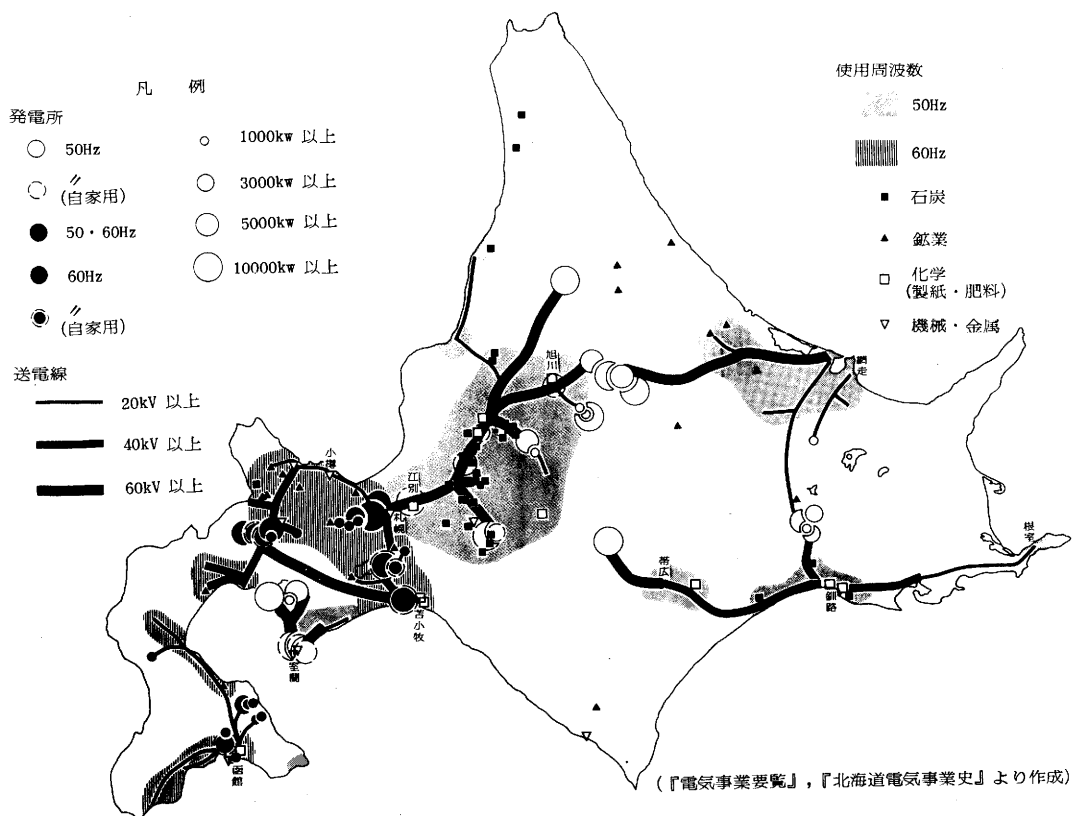 凡 例
発電所
50Hz
〃
(自家用)
50・60Hz
60Hz
〃
(自家用)
1000kw 以上
3000kw 以上
5000kw 以上
10000kw 以上
送電線
20kV 以上
40kV 以上
60kV 以上
使用周波数
50Hz
60Hz
石炭
鉱業
化学
(製紙・肥料)
機械・金属
旭川
網走
小樽
江別
札幌
根室
帯広
釧路
苫小牧
室蘭
函館
(『電気事業要覧』,『北海道電気事業史』より作成)